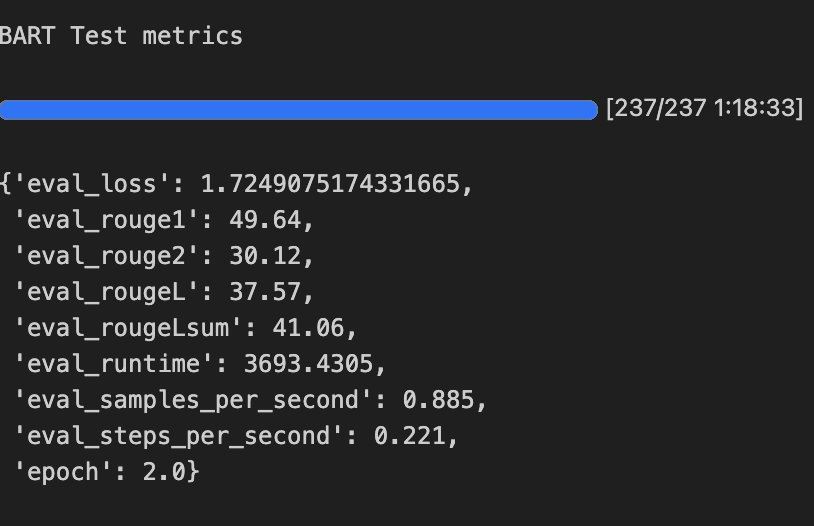 BART Test metrics
[237/237 1:18:33]
{'eval_loss': 1.7249075174331665,
'eval_rouge1': 49.64,
'eval_rouge2': 30.12,
'eval_rougeL': 37.57,
'eval_rougeLsum': 41.06,
'eval_runtime': 3693.4305,
'eval_samples_per_second': 0.885,
'eval_steps_per_second': 0.221,
'epoch': 2.0}